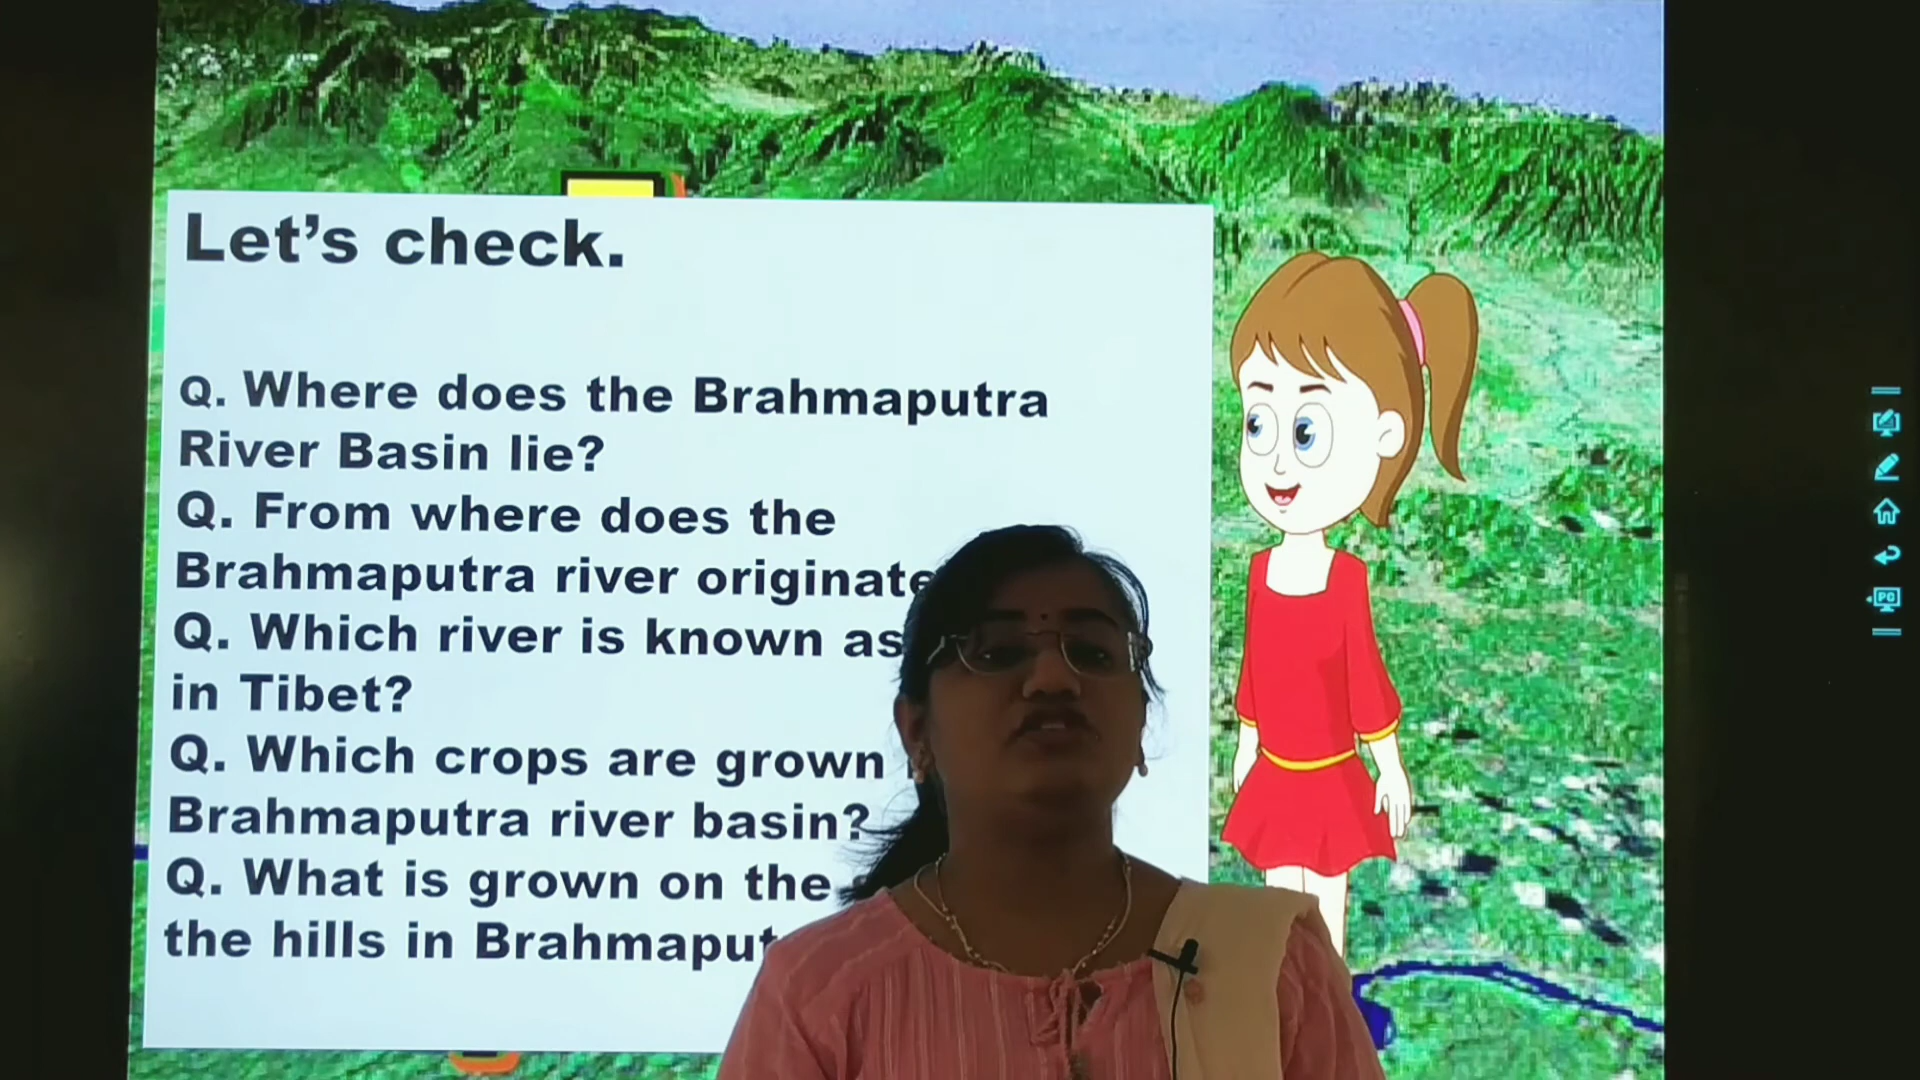 Let's check.
Q. Where does the Brahmaputra
River Basin lie?
Q. From where does the
Brahmaputra river originate
Q. Which river is known as
in Tibet?
Q. Which crops are grown
Brahmaputra river basin?
Q. What is grown on the
the hills in Brahmaput
PC